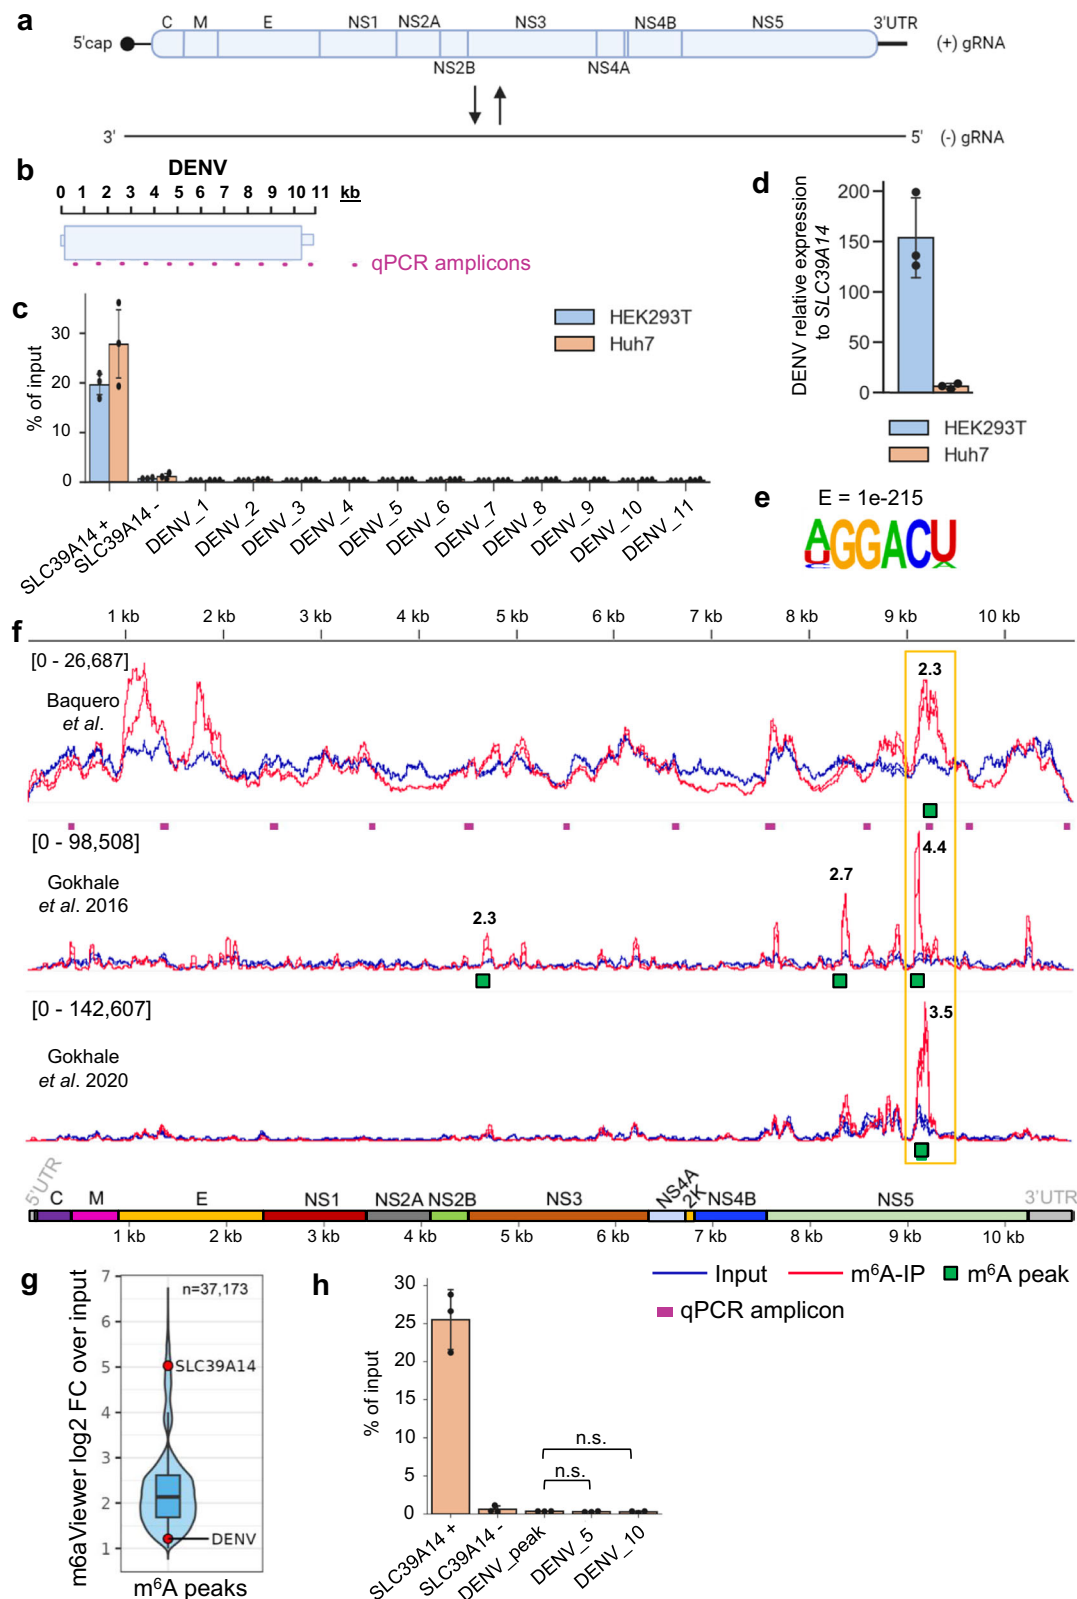 a
C M E NS1 NS2A NS3 NS4B NS5 3'UTR
5'cap (+) gRNA
NS2B NS4A
3' 5' (-) gRNA
b
DENV
0 1 2 3 4 5 6 7 8 9 10 11 kb
qPCR amplicons
c
% of input
30
20
10
0
HEK293T
Huh7
SLC39A14 +
SLC39A14 -
DENV_1
DENV_2
DENV_3
DENV_4
DENV_5
DENV_6
DENV_7
DENV_8
DENV_9
DENV_10
DENV_11
d
DENV relative expression
to SLC39A14
200
150
100
50
0
HEK293T
Huh7
e
E = 1e-215
AGGACU
f
1 kb 2 kb 3 kb 4 kb 5 kb 6 kb 7 kb 8 kb 9 kb 10 kb
[0 - 26,687]
Baquero
et al.
2.3
[0 - 98,508]
Gokhale
et al. 2016
2.3
2.7
4.4
[0 - 142,607]
Gokhale
et al. 2020
3.5
5'UTR C M E NS1 NS2A NS2B NS3 NS4A 2K NS4B NS5 3'UTR
1 kb 2 kb 3 kb 4 kb 5 kb 6 kb 7 kb 8 kb 9 kb 10 kb
Input m⁶A-IP m⁶A peak
qPCR amplicon
g
m6aViewer log2 FC over input
7
6
5
4
3
2
1
n=37,173
SLC39A14
DENV
m⁶A peaks
h
% of input
30
25
20
15
10
5
0
n.s.
n.s.
SLC39A14 +
SLC39A14 -
DENV_peak
DENV_5
DENV_10